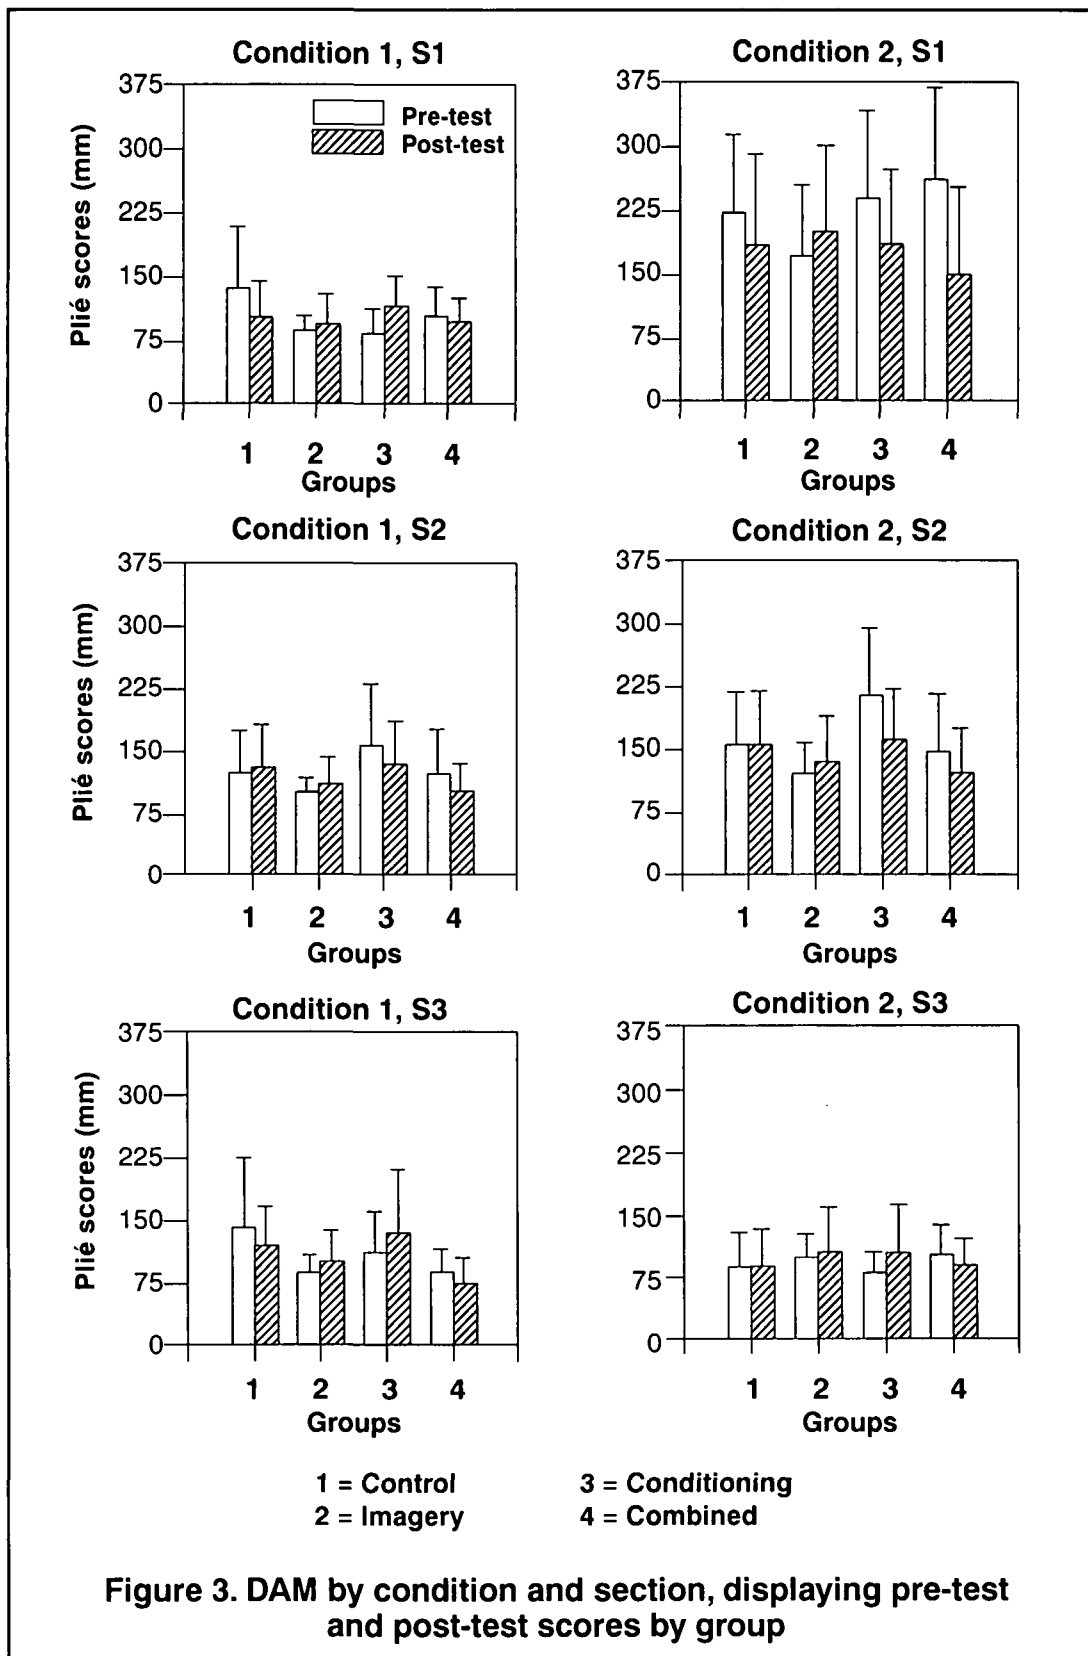 Condition 1, S1
375
300
225
150
75
0
Plié scores (mm)
Pre-test
Post-test
1 2 3 4
Groups
Condition 2, S1
375
300
225
150
75
0
1 2 3 4
Groups
Condition 1, S2
375
300
225
150
75
0
Plié scores (mm)
1 2 3 4
Groups
Condition 2, S2
375
300
225
150
75
0
1 2 3 4
Groups
Condition 1, S3
375
300
225
150
75
0
Plié scores (mm)
1 2 3 4
Groups
Condition 2, S3
375
300
225
150
75
0
1 2 3 4
Groups
1 = Control 3 = Conditioning
2 = Imagery 4 = Combined
Figure 3. DAM by condition and section, displaying pre-test
and post-test scores by group